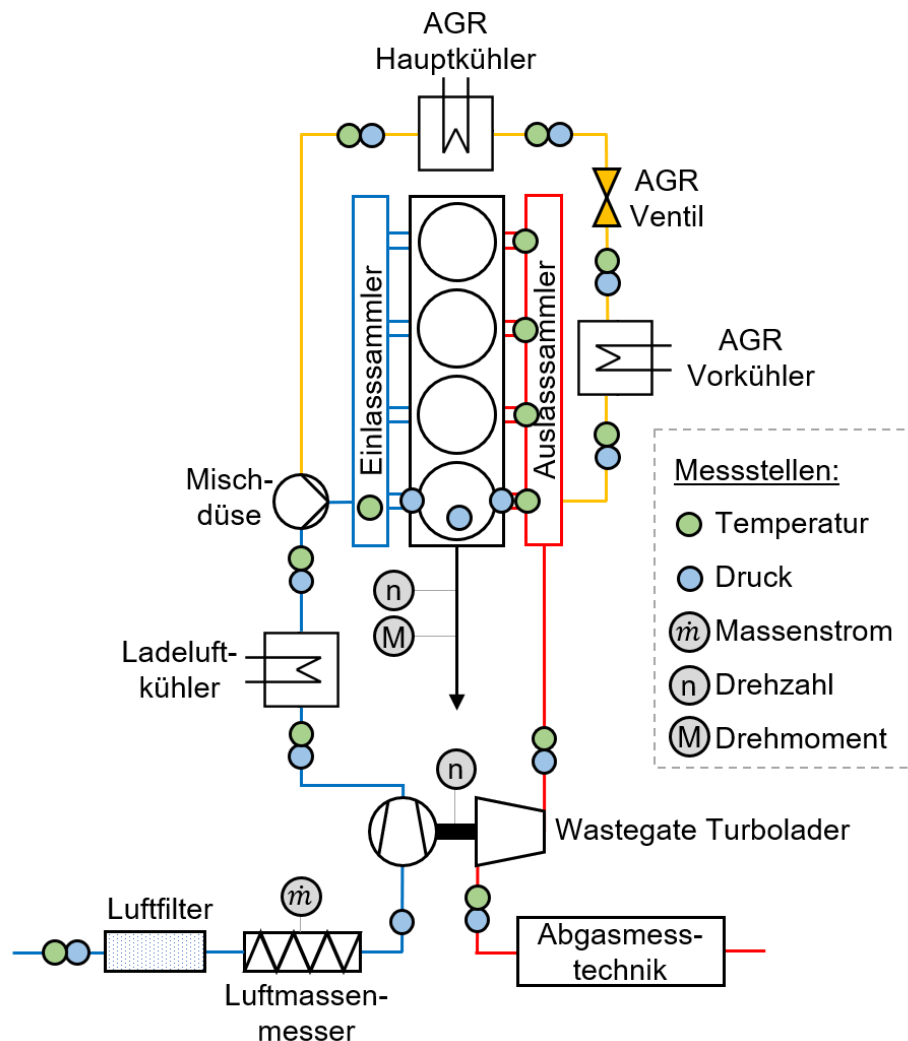 AGR
Hauptkühler
AGR
Ventil
Einlasssammler
Auslasssammler
AGR
Vorkühler
Misch-
düse
Messstellen:
Temperatur
Druck
ṁ Massenstrom
n Drehzahl
M Drehmoment
n
M
Ladeluft-
kühler
n
Wastegate Turbolader
ṁ
Luftfilter
Luftmassen-
messer
Abgasmess-
technik